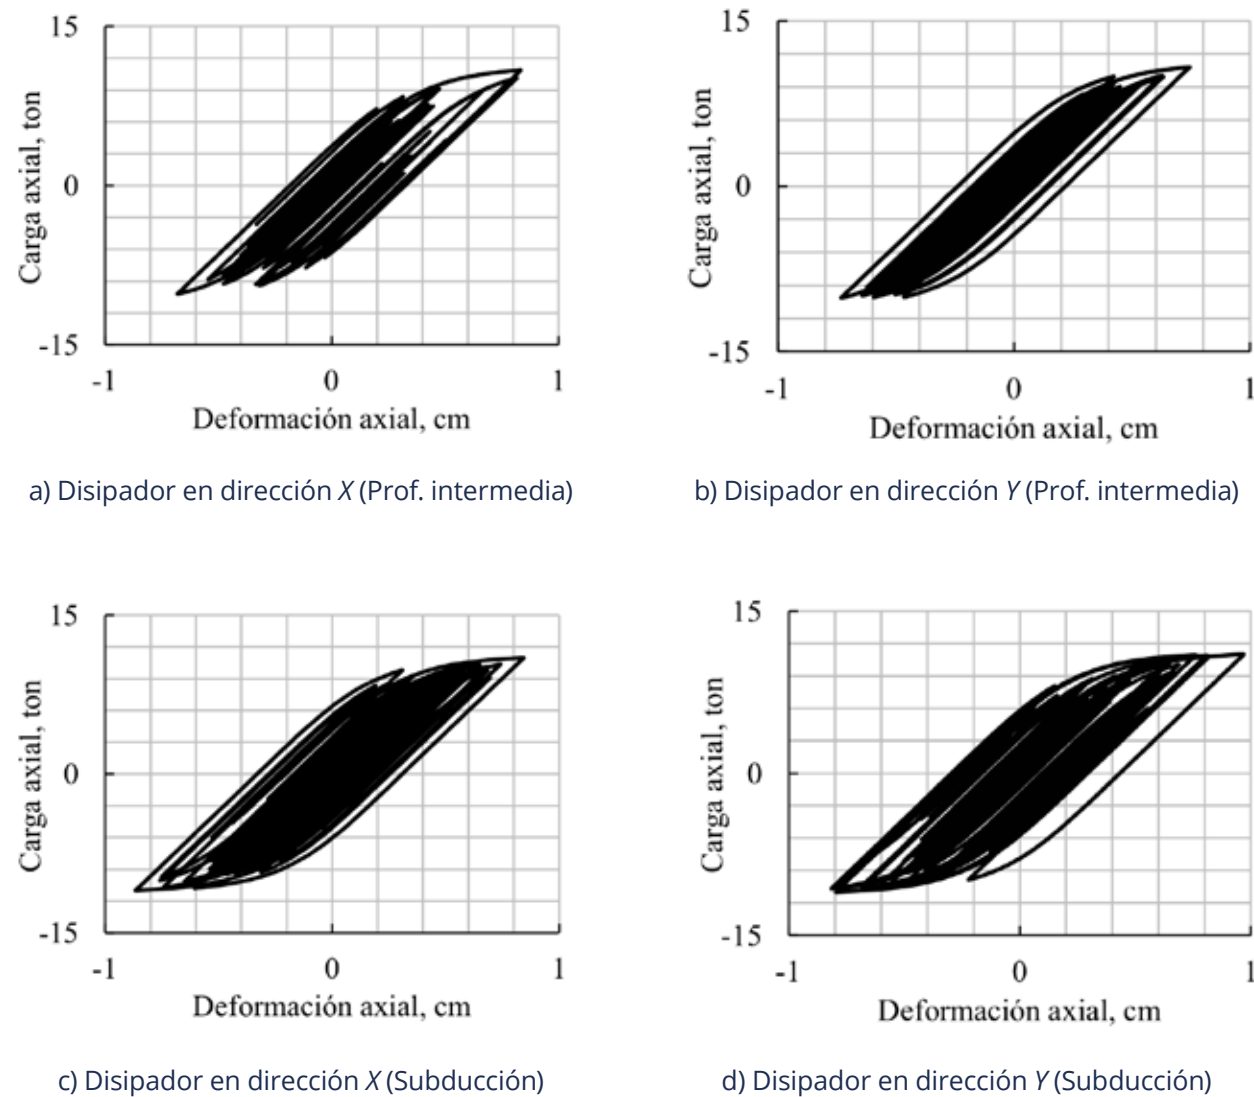 15
0
-15
Carga axial, ton
-1 0 1
Deformación axial, cm
a) Disipador en dirección X (Prof. intermedia)
15
0
-15
Carga axial, ton
-1 0 1
Deformación axial, cm
b) Disipador en dirección Y (Prof. intermedia)
15
0
-15
Carga axial, ton
-1 0 1
Deformación axial, cm
c) Disipador en dirección X (Subducción)
15
0
-15
Carga axial, ton
-1 0 1
Deformación axial, cm
d) Disipador en dirección Y (Subducción)